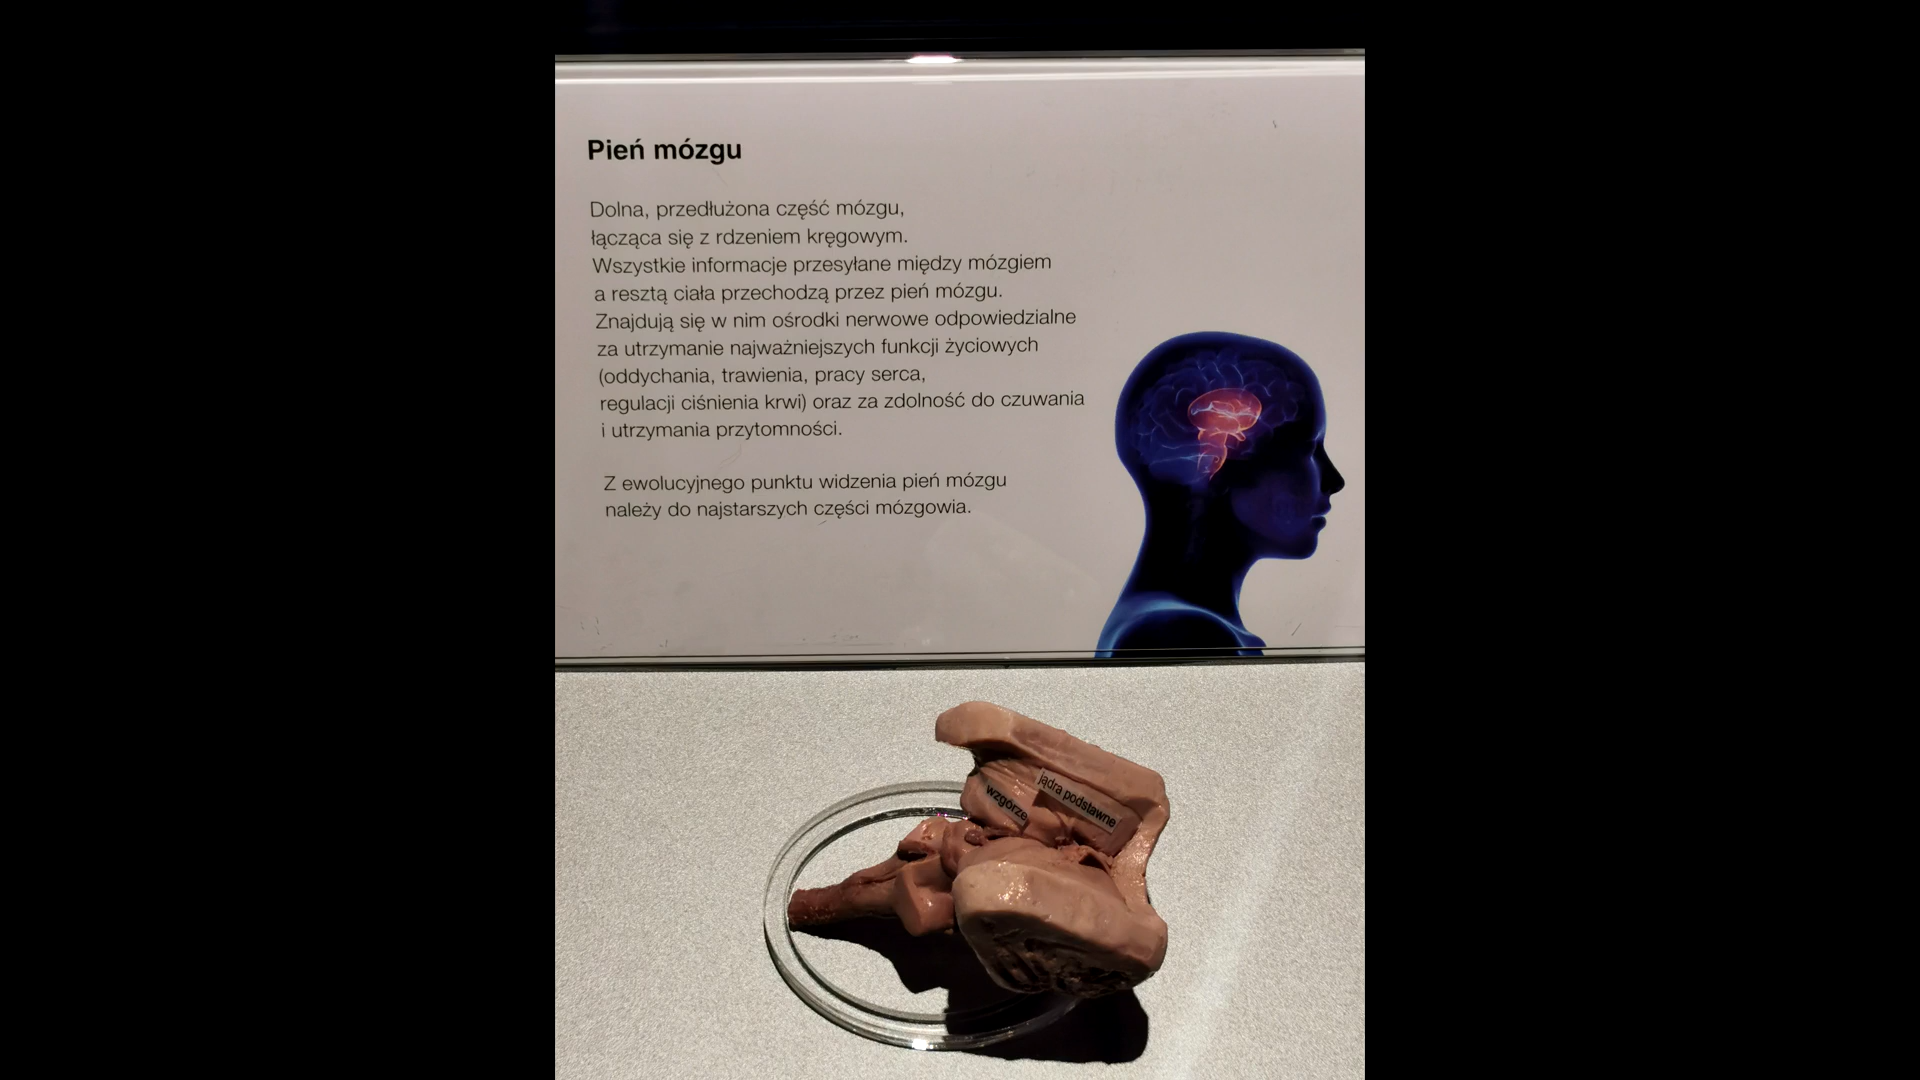 Pień mózgu
Dolna, przedłużona część mózgu,
łącząca się z rdzeniem kręgowym.
Wszystkie informacje przesyłane między mózgiem
a resztą ciała przechodzą przez pień mózgu.
Znajdują się w nim ośrodki nerwowe odpowiedzialne
za utrzymanie najważniejszych funkcji życiowych
(oddychania, trawienia, pracy serca,
regulacji ciśnienia krwi) oraz za zdolność do czuwania
i utrzymania przytomności.
Z ewolucyjnego punktu widzenia pień mózgu
należy do najstarszych części mózgowia.
wzgórze
jądra podstawne